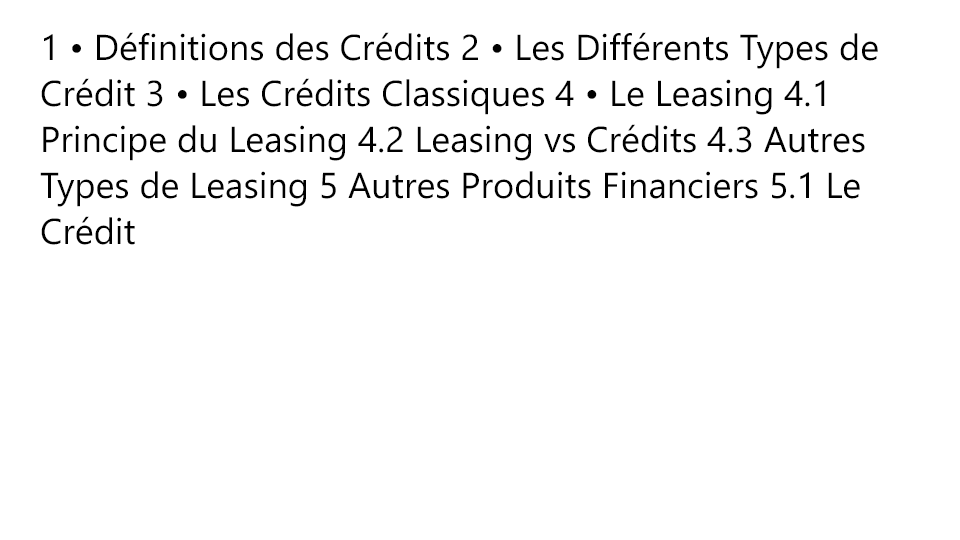 1 • Définitions des Crédits 2 • Les Différents Types de
Crédit 3 • Les Crédits Classiques 4 • Le Leasing 4.1
Principe du Leasing 4.2 Leasing vs Crédits 4.3 Autres
Types de Leasing 5 Autres Produits Financiers 5.1 Le
Crédit